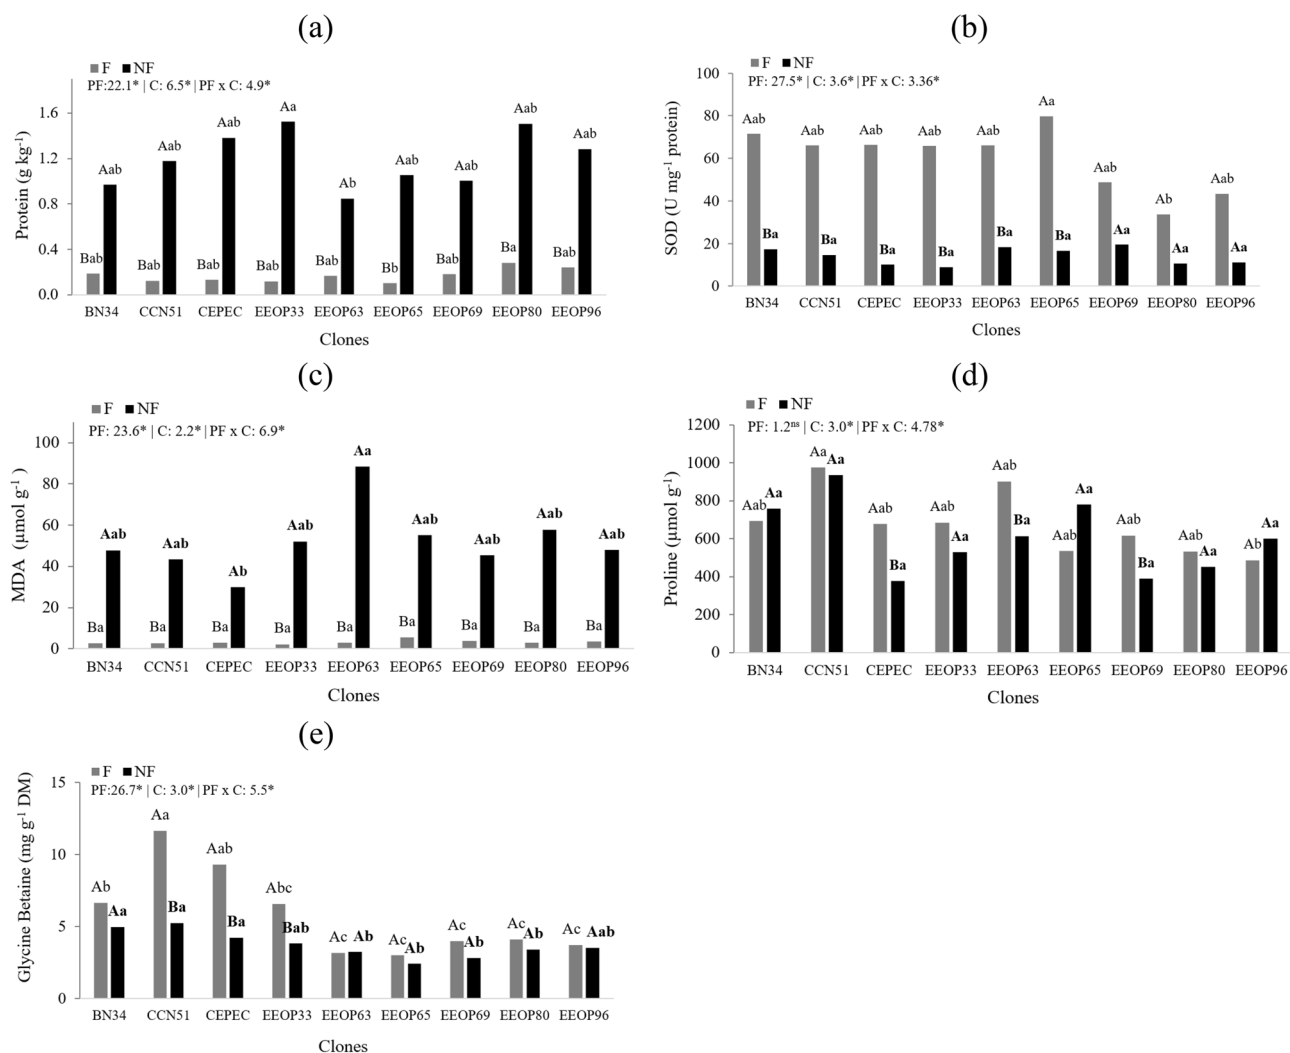 (a)
F NF
PF:22.1* | C: 6.5* | PF x C: 4.9*
Protein (g kg-1)
1.6
1.2
0.8
0.4
0.0
Bab Aab Bab Aab Bab Aab Bab Aa Bab Ab Bb Aab Bab Aab Ba Aab Bab Aab
BN34 CCN51 CEPEC EEOP33 EEOP63 EEOP65 EEOP69 EEOP80 EEOP96
Clones
(b)
F NF
PF: 27.5* | C: 3.6* | PF x C: 3.36*
SOD (U mg-1 protein)
100
80
60
40
20
0
Aab Ba Aab Ba Aab Ba Aab Ba Aab Ba Aa Ba Aab Aa Ab Aa Aab Aa
BN34 CCN51 CEPEC EEOP33 EEOP63 EEOP65 EEOP69 EEOP80 EEOP96
Clones
(c)
F NF
PF: 23.6* | C: 2.2* | PF x C: 6.9*
MDA (µmol g-1 )
100
80
60
40
20
0
Ba Aab Ba Aab Ba Ab Ba Aab Ba Aa Ba Aab Ba Aab Ba Aab Ba Aab
BN34 CCN51 CEPEC EEOP33 EEOP63 EEOP65 EEOP69 EEOP80 EEOP96
Clones
(d)
F NF
PF: 1.2ns | C: 3.0* | PF x C: 4.78*
Proline (µmol g-1)
1200
1000
800
600
400
200
0
Aab Aa Aa Aa Aab Ba Aab Aa Aab Ba Aab Aa Aab Ba Aab Aa Ab Aa
BN34 CCN51 CEPEC EEOP33 EEOP63 EEOP65 EEOP69 EEOP80 EEOP96
Clones
(e)
F NF
PF:26.7* | C: 3.0* | PF x C: 5.5*
Glycine Betaine (mg g-1 DM)
15
10
5
0
Ab Aa Aa Ba Aab Ba Abc Bab Ac Ab Ac Ab Ac Ab Ac Ab Ac Aab
BN34 CCN51 CEPEC EEOP33 EEOP63 EEOP65 EEOP69 EEOP80 EEOP96
Clones